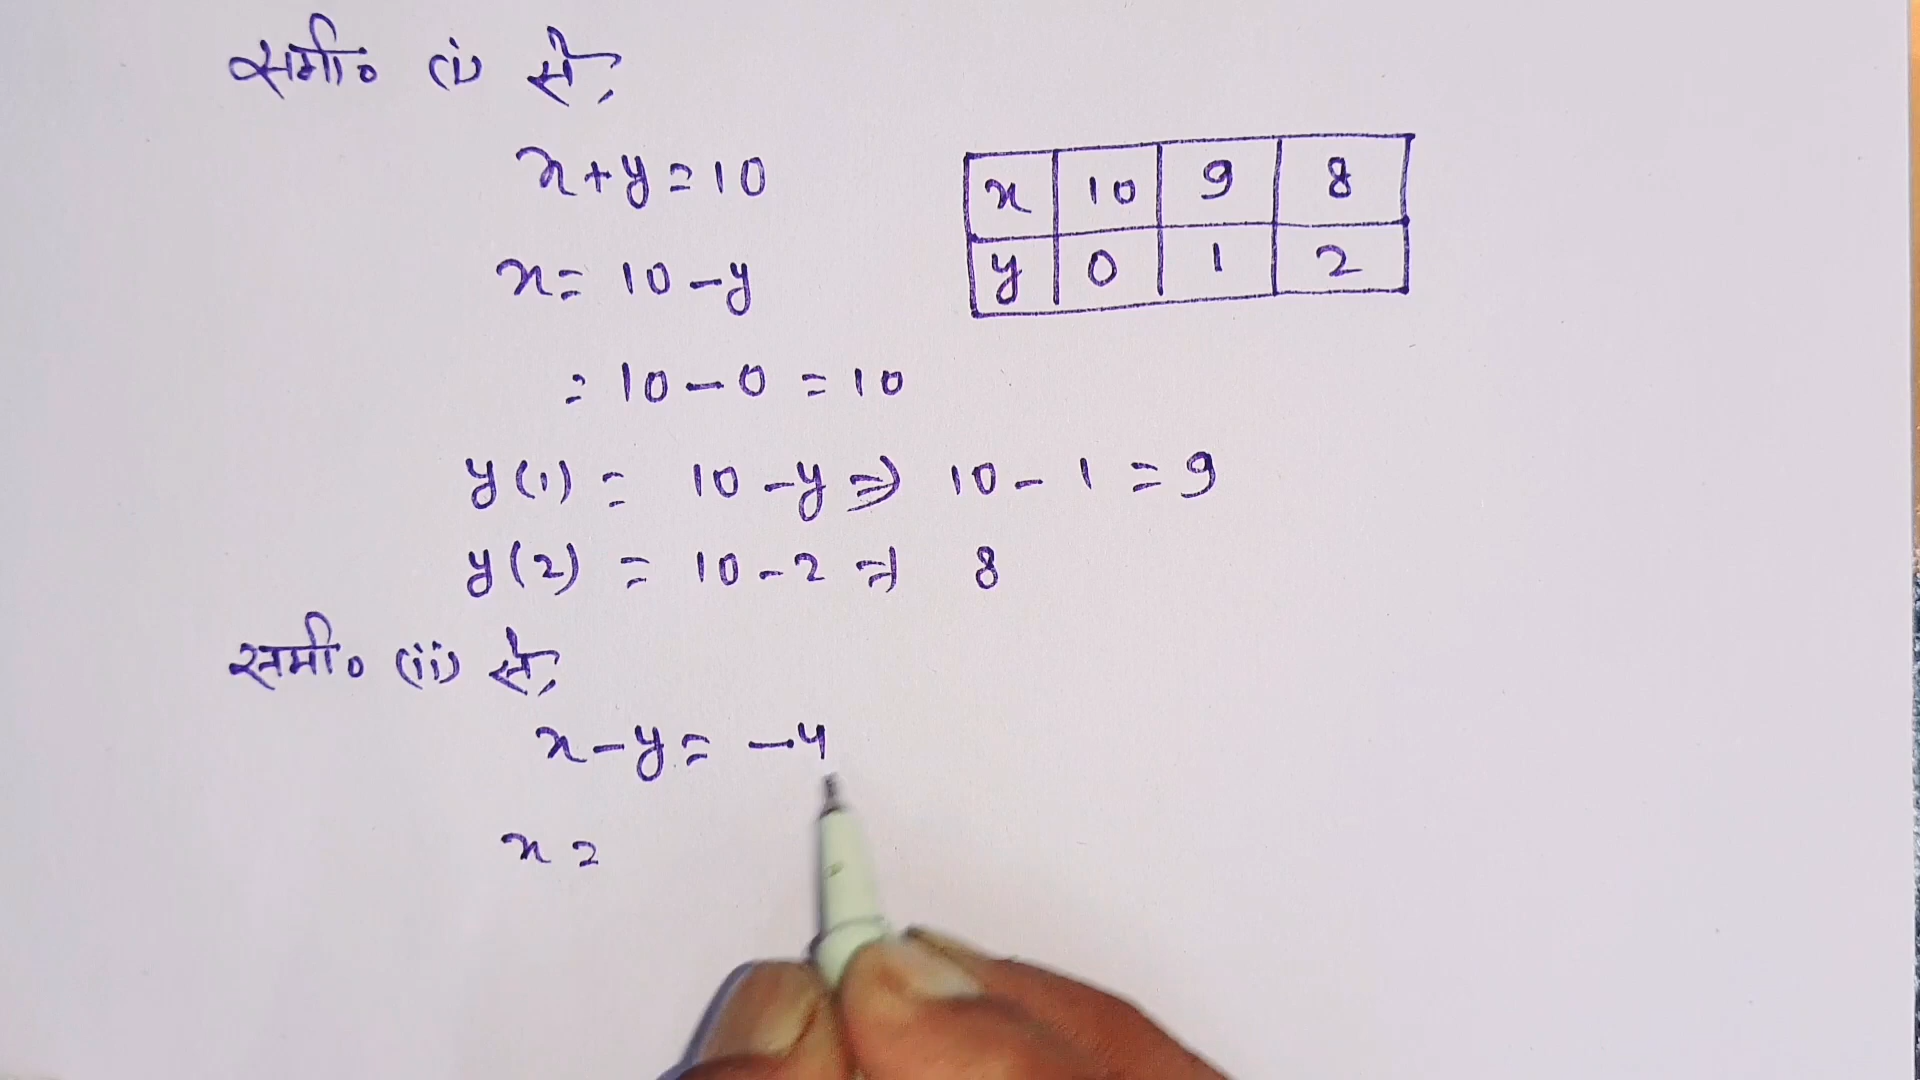 समी० (i) से,
x+y=10
x= 10-y
= 10-0 =10
y(1) = 10-y ⇒ 10-1=9
y(2) = 10-2 ⇒ 8
x 10 9 8
y 0 1 2
समी० (ii) से,
x-y= -4
x=